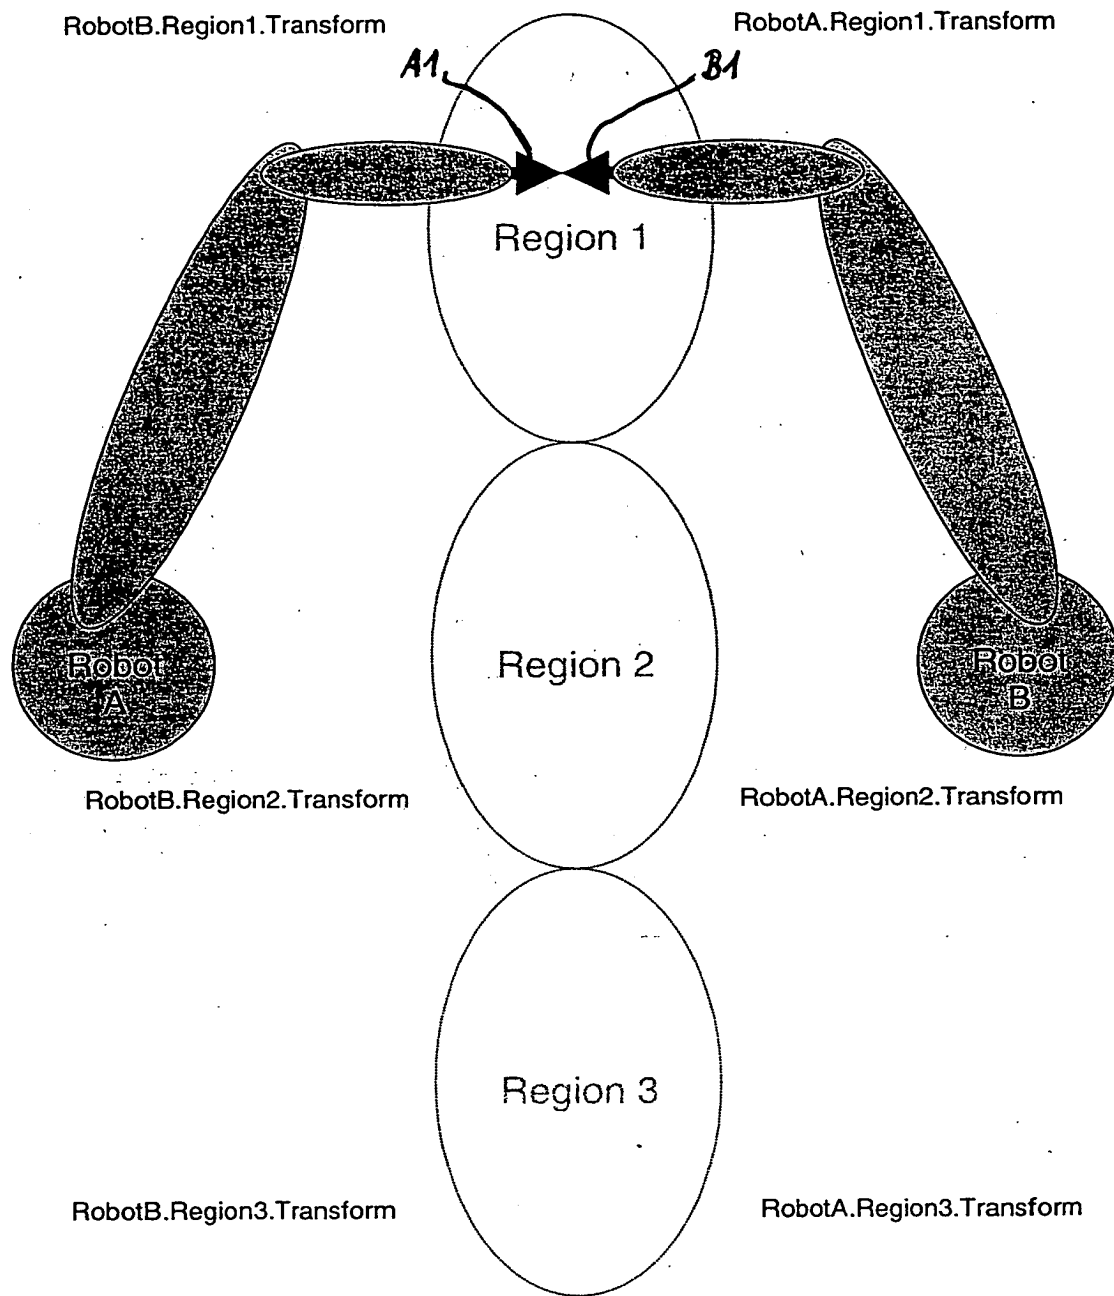 RobotB.Region1.Transform
RobotA.Region1.Transform
A1
B1
Region 1
Region 2
Robot
A
Robot
B
RobotB.Region2.Transform
RobotA.Region2.Transform
Region 3
RobotB.Region3.Transform
RobotA.Region3.Transform